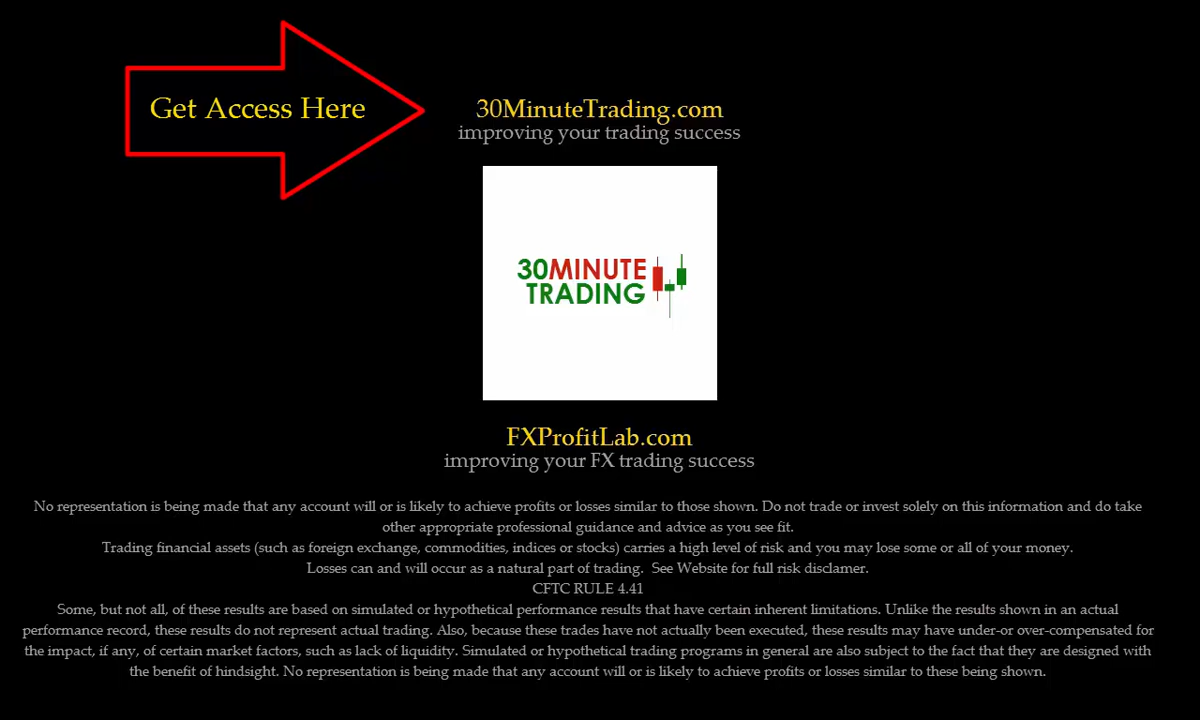 Get Access Here
30MinuteTrading.com
improving your trading success
30MINUTE
TRADING
FXProfitLab.com
improving your FX trading success
No representation is being made that any account will or is likely to achieve profits or losses similar to those shown. Do not trade or invest solely on this information and do take
other appropriate professional guidance and advice as you see fit.
Trading financial assets (such as foreign exchange, commodities, indices or stocks) carries a high level of risk and you may lose some or all of your money.
Losses can and will occur as a natural part of trading.  See Website for full risk disclamer.
CFTC RULE 4.41
Some, but not all, of these results are based on simulated or hypothetical performance results that have certain inherent limitations. Unlike the results shown in an actual
performance record, these results do not represent actual trading. Also, because these trades have not actually been executed, these results may have under-or over-compensated for
the impact, if any, of certain market factors, such as lack of liquidity. Simulated or hypothetical trading programs in general are also subject to the fact that they are designed with
the benefit of hindsight. No representation is being made that any account will or is likely to achieve profits or losses similar to these being shown.